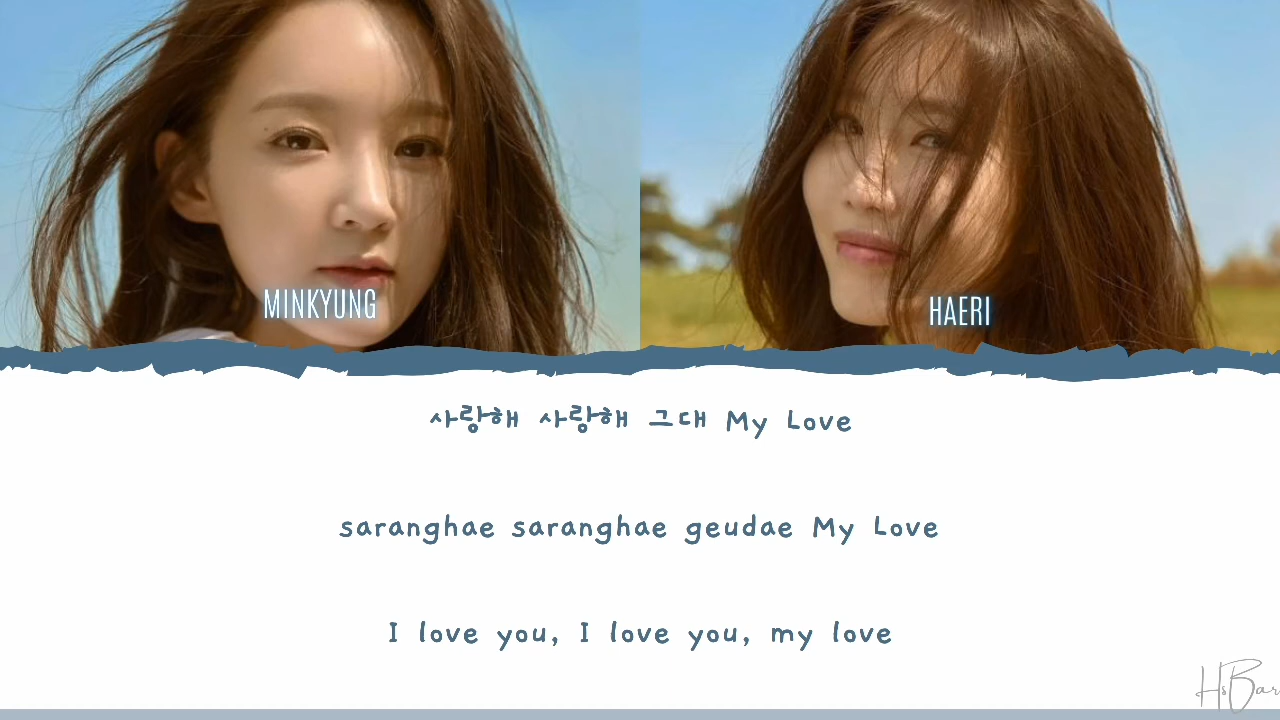 MINKYUNG
HAERI
사랑해 사랑해 그대 My Love
saranghae saranghae geudae My Love
I love you, I love you, my love
HsBar